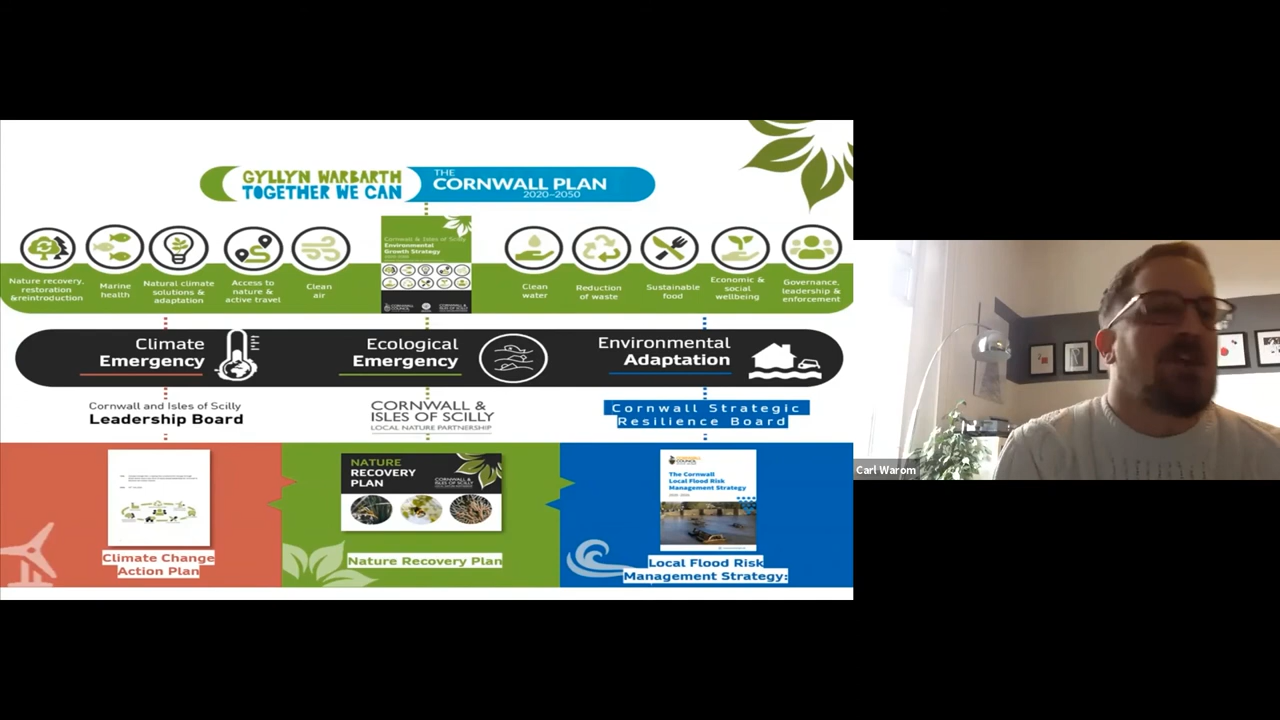 GYLLYN WARBARTH
TOGETHER WE CAN
THE
CORNWALL PLAN
2020-2050
Nature recovery,
restoration
&reintroduction
Marine
health
Natural climate
solutions &
adaptation
Access to
nature &
active travel
Clean
air
Cornwall & Isles of Scilly
Environmental
Growth Strategy
Clean
water
Reduction
of waste
Sustainable
food
Economic &
social
wellbeing
Governance,
leadership &
enforcement
Climate
Emergency
Ecological
Emergency
Environmental
Adaptation
Cornwall and Isles of Scilly
Leadership Board
CORNWALL &
ISLES OF SCILLY
LOCAL NATURE PARTNERSHIP
Cornwall Strategic
Resilience Board
NATURE
RECOVERY
PLAN
CORNWALL &
ISLES OF SCILLY
The Cornwall
Local Flood Risk
Management Strategy
Climate Change
Action Plan
Nature Recovery Plan
Local Flood Risk
Management Strategy:
Carl Warom